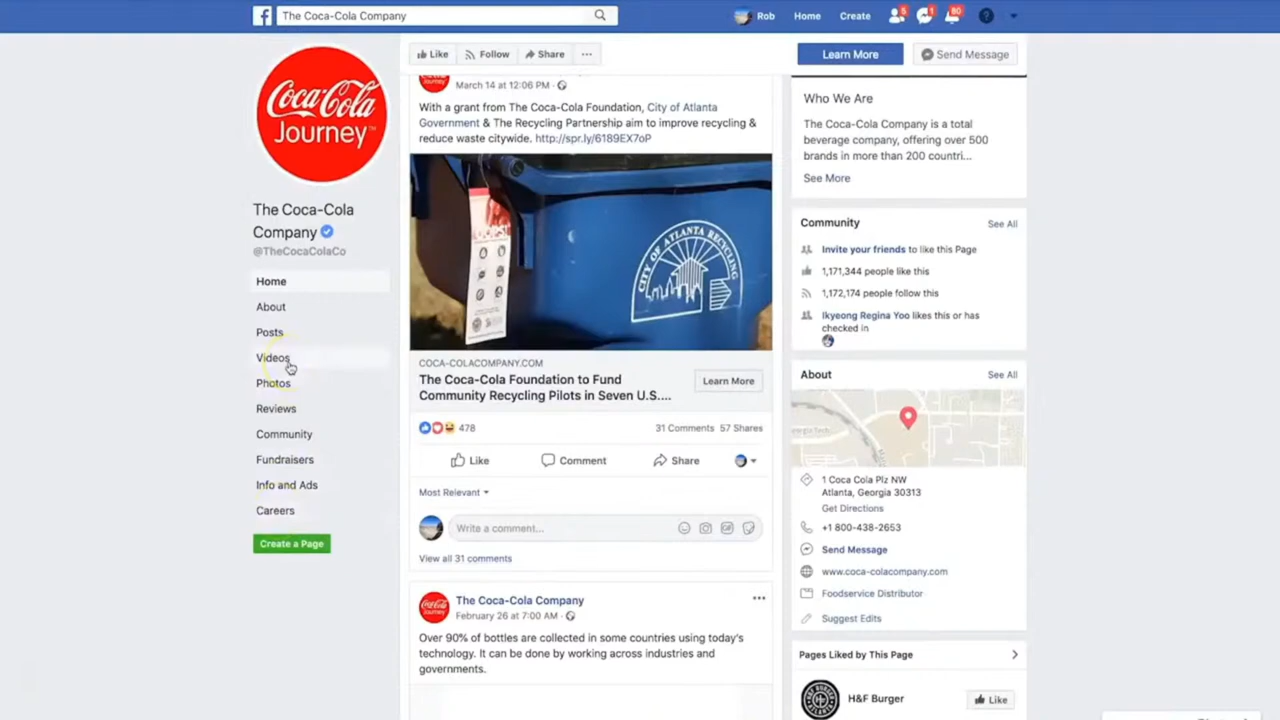 The Coca-Cola Company
Rob
Home
Create
6
1
80
?
Coca-Cola
Journey™
The Coca-Cola
Company
@TheCocaColaCo
Home
About
Posts
Videos
Photos
Reviews
Community
Fundraisers
Info and Ads
Careers
Create a Page
Like
Follow
Share
Learn More
Send Message
March 14 at 12:06 PM ·
With a grant from The Coca-Cola Foundation, City of Atlanta
Government & The Recycling Partnership aim to improve recycling &
reduce waste citywide. http://spr.ly/6189EX7oP
CITY OF ATLANTA
RECYCLING
COCA-COLACOMPANY.COM
The Coca-Cola Foundation to Fund
Community Recycling Pilots in Seven U.S....
Learn More
478
31 Comments 57 Shares
Like
Comment
Share
Most Relevant
Write a comment...
GIF
View all 31 comments
The Coca-Cola Company
February 26 at 7:00 AM ·
Over 90% of bottles are collected in some countries using today's
technology. It can be done by working across industries and
governments.
Who We Are
The Coca-Cola Company is a total
beverage company, offering over 500
brands in more than 200 countri...
See More
Community
See All
Invite your friends to like this Page
1,171,344 people like this
1,172,174 people follow this
Ikyeong Regina Yoo likes this or has
checked in
About
See All
1 Coca Cola Plz NW
Atlanta, Georgia 30313
Get Directions
+1 800-438-2653
Send Message
www.coca-colacompany.com
Foodservice Distributor
Suggest Edits
Pages Liked by This Page
H&F Burger
Like